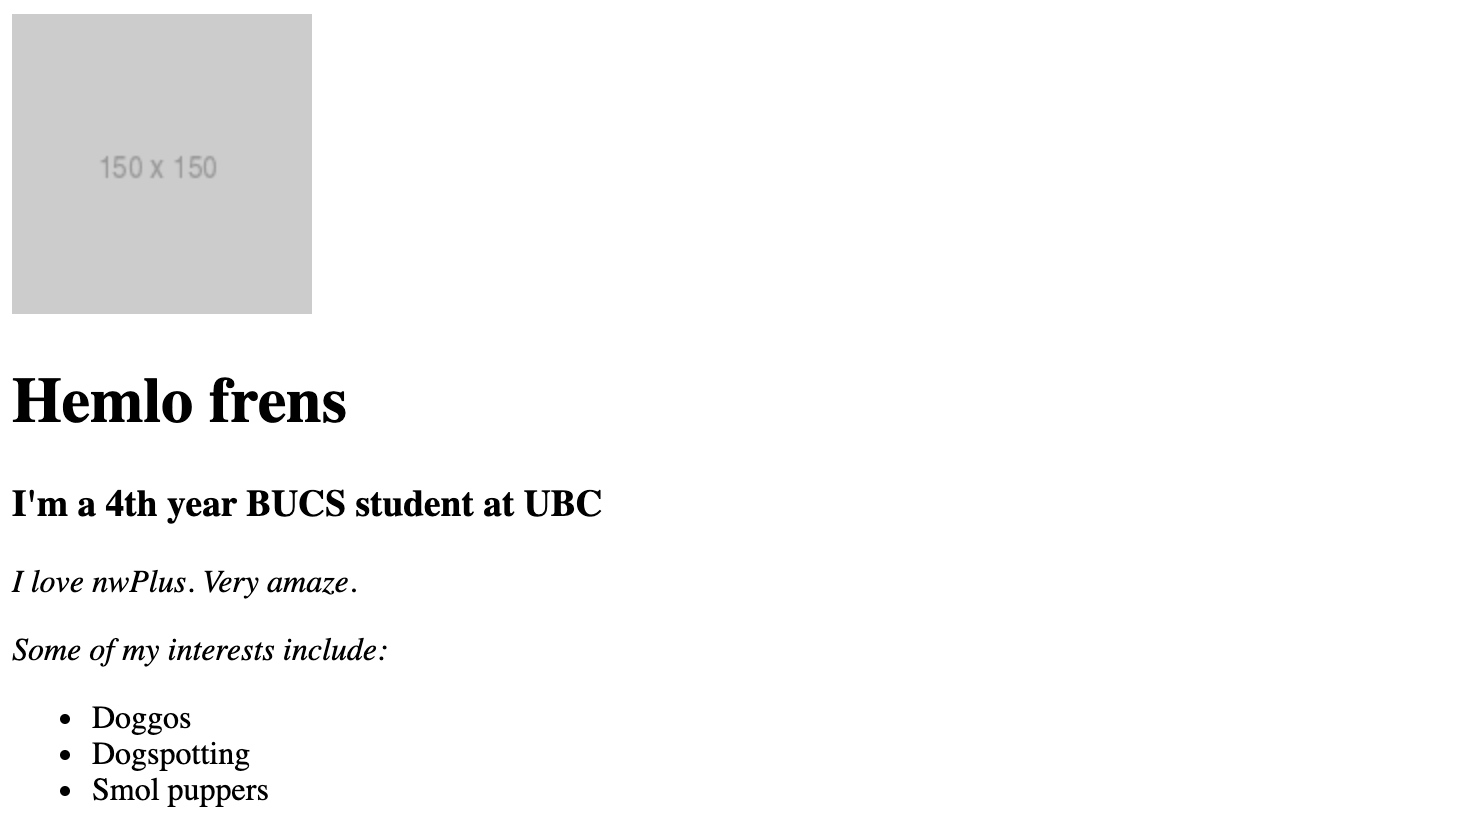 150 x 150
Hemlo frens
I'm a 4th year BUCS student at UBC
I love nwPlus. Very amaze.
Some of my interests include:
• Doggos
• Dogspotting
• Smol puppers